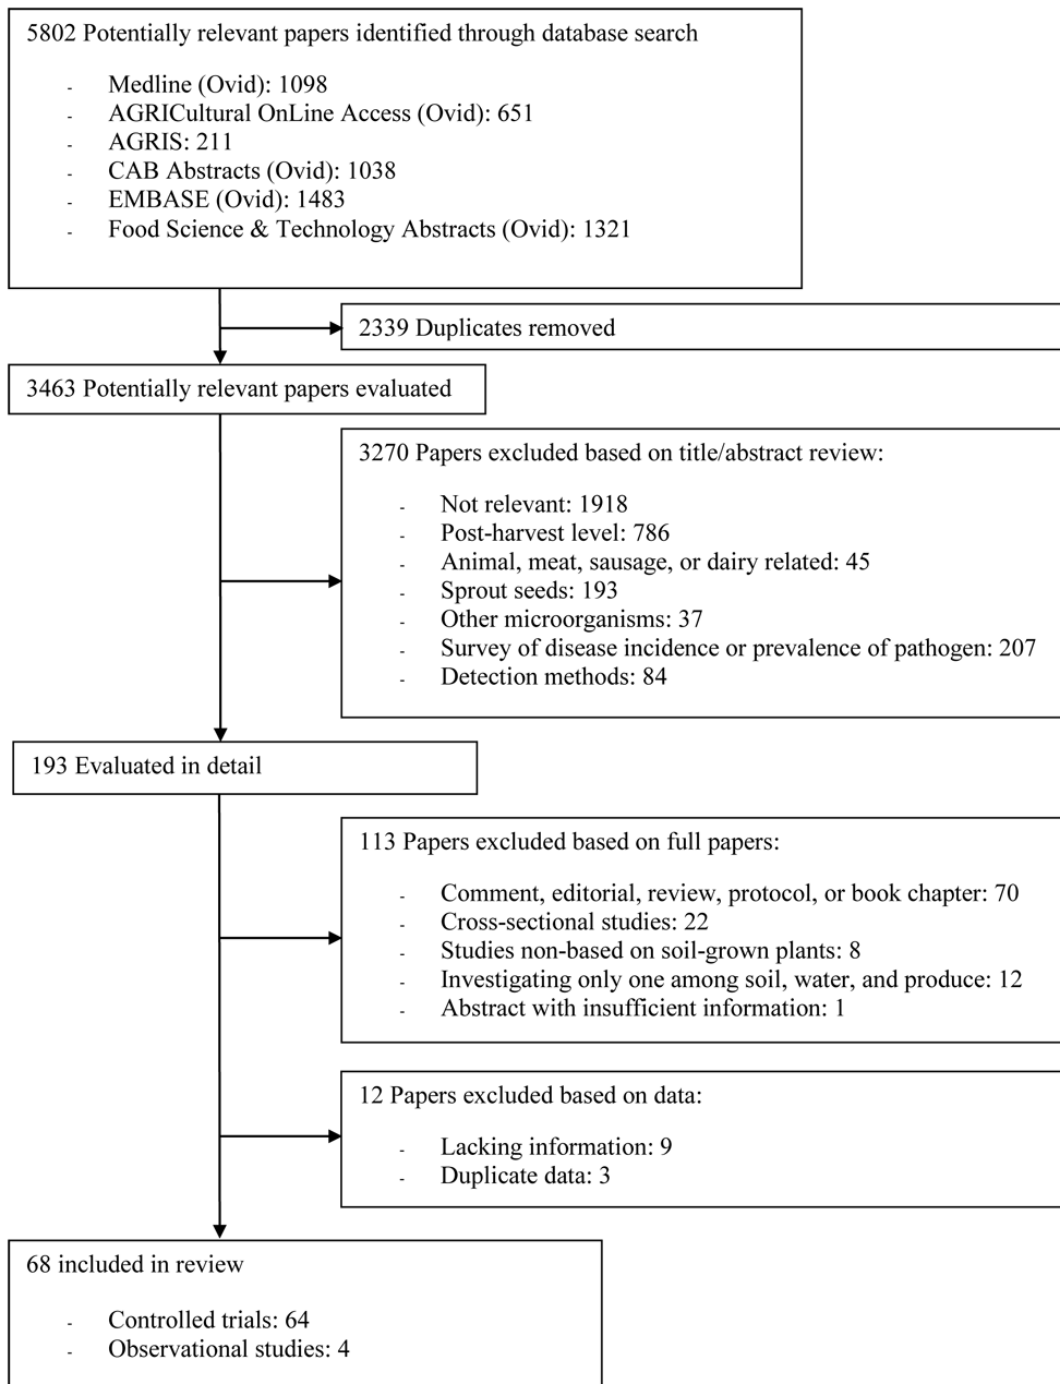 5802 Potentially relevant papers identified through database search
- Medline (Ovid): 1098
- AGRICultural OnLine Access (Ovid): 651
- AGRIS: 211
- CAB Abstracts (Ovid): 1038
- EMBASE (Ovid): 1483
- Food Science & Technology Abstracts (Ovid): 1321
2339 Duplicates removed
3463 Potentially relevant papers evaluated
3270 Papers excluded based on title/abstract review:
- Not relevant: 1918
- Post-harvest level: 786
- Animal, meat, sausage, or dairy related: 45
- Sprout seeds: 193
- Other microorganisms: 37
- Survey of disease incidence or prevalence of pathogen: 207
- Detection methods: 84
193 Evaluated in detail
113 Papers excluded based on full papers:
- Comment, editorial, review, protocol, or book chapter: 70
- Cross-sectional studies: 22
- Studies non-based on soil-grown plants: 8
- Investigating only one among soil, water, and produce: 12
- Abstract with insufficient information: 1
12 Papers excluded based on data:
- Lacking information: 9
- Duplicate data: 3
68 included in review
- Controlled trials: 64
- Observational studies: 4